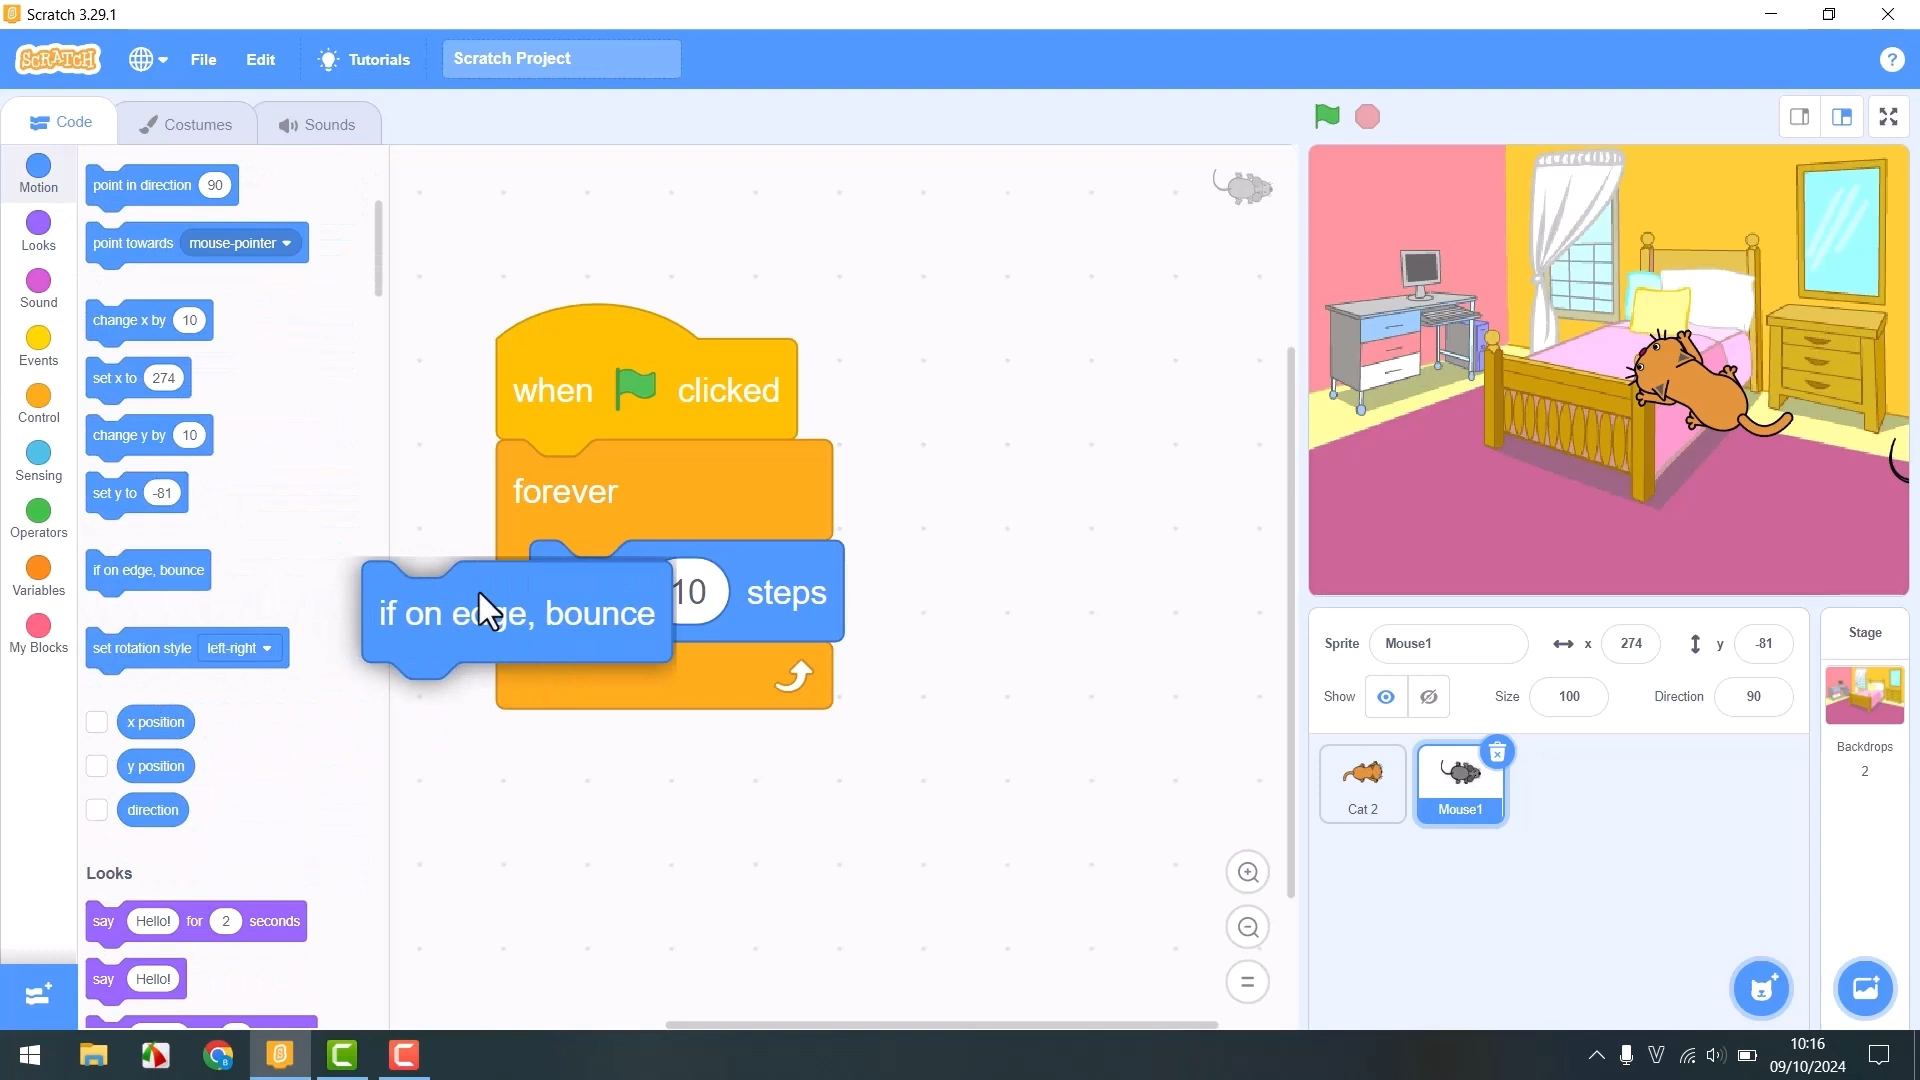 Scratch 3.29.1
SCRATCH
File
Edit
Tutorials
Scratch Project
?
Code
Costumes
Sounds
Motion
Looks
Sound
Events
Control
Sensing
Operators
Variables
My Blocks
point in direction 90
point towards mouse-pointer
change x by 10
set x to 274
change y by 10
set y to -81
if on edge, bounce
set rotation style left-right
x position
y position
direction
Looks
say Hello! for 2 seconds
say Hello!
when clicked
forever
10 steps
if on edge, bounce
Sprite Mouse1 x 274 y -81
Show Size 100 Direction 90
Cat 2
Mouse1
Stage
Backdrops
2
V
10:16
09/10/2024